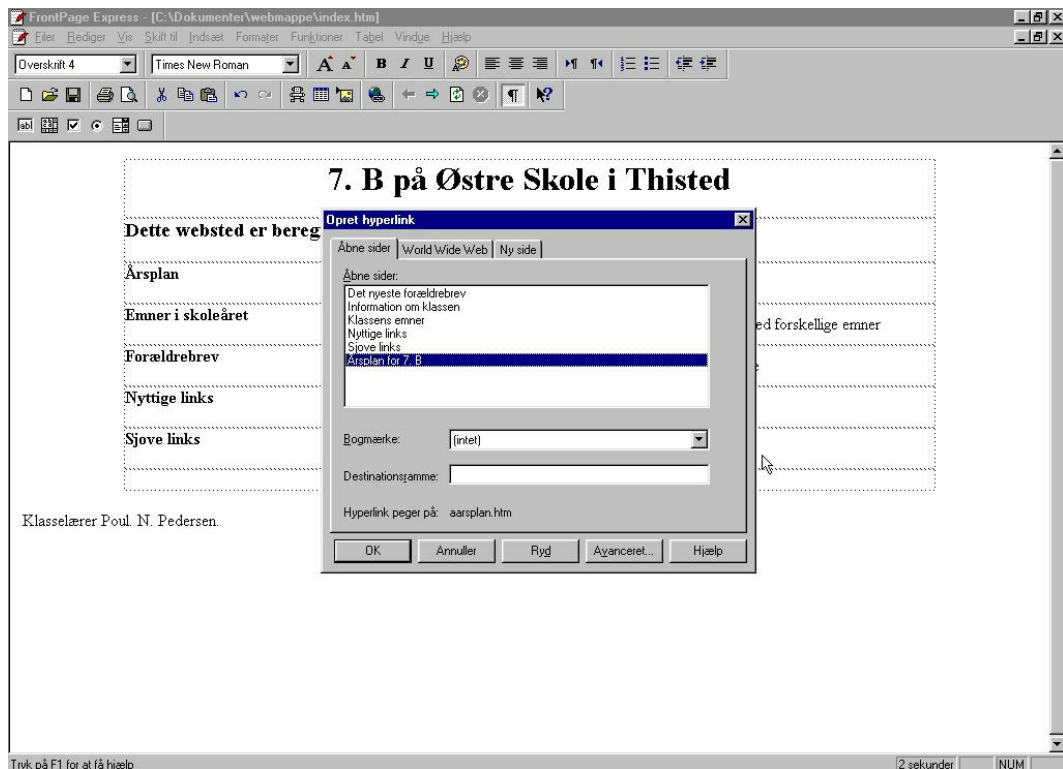 FrontPage Express - [C:\Dokumenter\webmappe\index.htm]
Filer Rediger Vis Skift til Indsæt Formater Funktioner Tabel Vindue Hjælp
Overskrift 4 Times New Roman
7. B på Østre Skole i Thisted
Dette websted er bereg
Årsplan
Emner i skoleåret
ed forskellige emner
Forældrebrev
Nyttige links
Sjove links
Klasselærer Poul. N. Pedersen.
Opret hyperlink
Åbne sider World Wide Web Ny side
Åbne sider:
Det nyeste forældrebrev
Information om klassen
Klassens emner
Nyttige links
Sjove links
Årsplan for 7. B
Bogmærke: (intet)
Destinationsramme:
Hyperlink peger på: aarsplan.htm
OK Annuller Ryd Avanceret... Hjælp
Tryk på F1 for at få hjælp 2 sekunder NUM